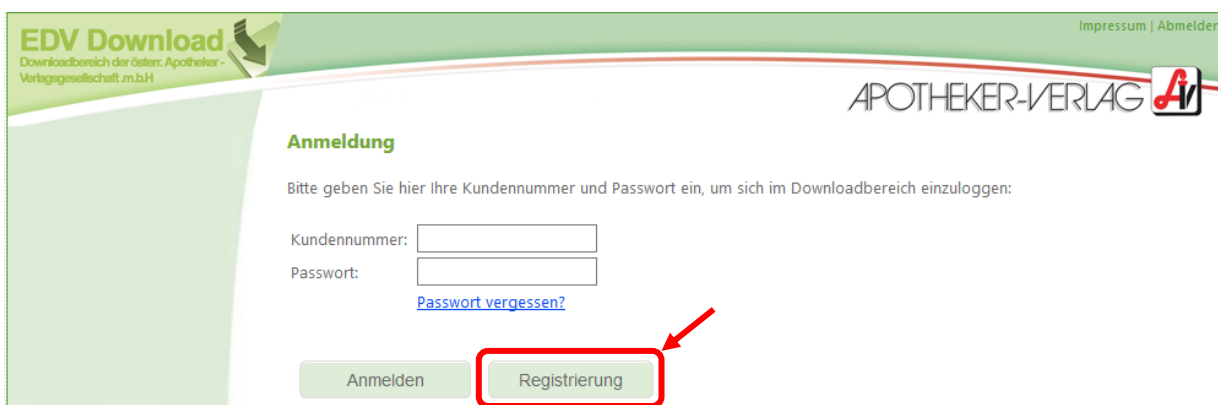 EDV Download
Downloadbereich der österr. Apotheker -
Verlagsgesellschaft .m.b.H
Impressum | Abmelden
APOTHEKER-VERLAG
Anmeldung
Bitte geben Sie hier Ihre Kundennummer und Passwort ein, um sich im Downloadbereich einzuloggen:
Kundennummer:
Passwort:
Passwort vergessen?
Anmelden Registrierung